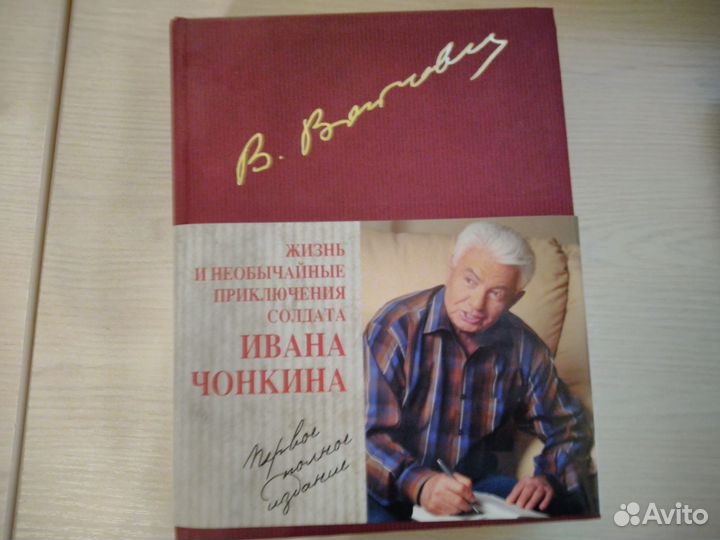 В. Войнович
ЖИЗНЬ
И НЕОБЫЧАЙНЫЕ
ПРИКЛЮЧЕНИЯ
СОЛДАТА
ИВАНА
ЧОНКИНА
первое
полное
издание
Avito